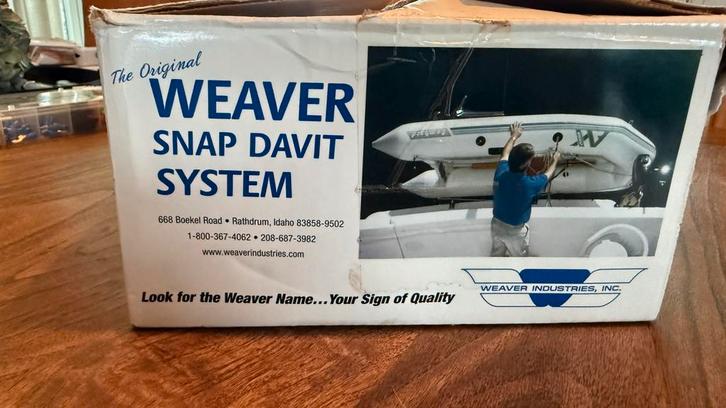 The Original
WEAVER
SNAP DAVIT
SYSTEM
668 Boekel Road • Rathdrum, Idaho 83858-9502
1-800-367-4062 • 208-687-3982
www.weaverindustries.com
Look for the Weaver Name...Your Sign of Quality
WEAVER INDUSTRIES, INC.